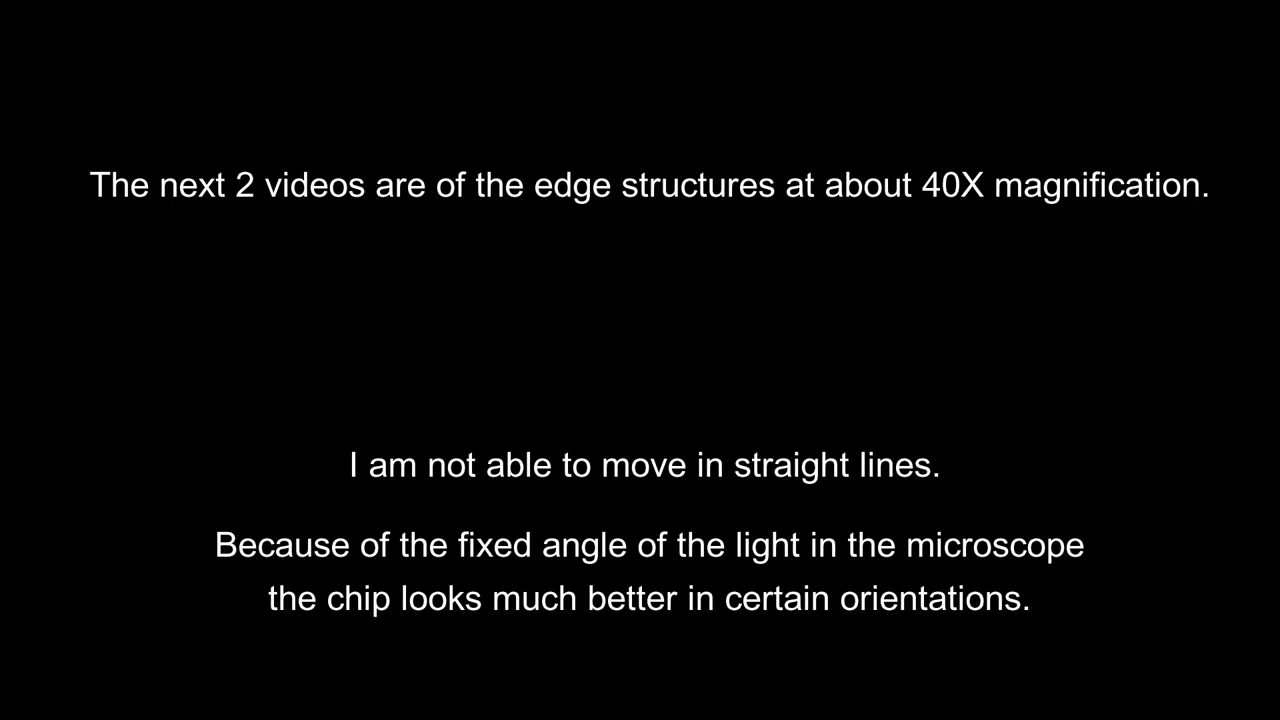 The next 2 videos are of the edge structures at about 40X magnification.
I am not able to move in straight lines.
Because of the fixed angle of the light in the microscope
the chip looks much better in certain orientations.